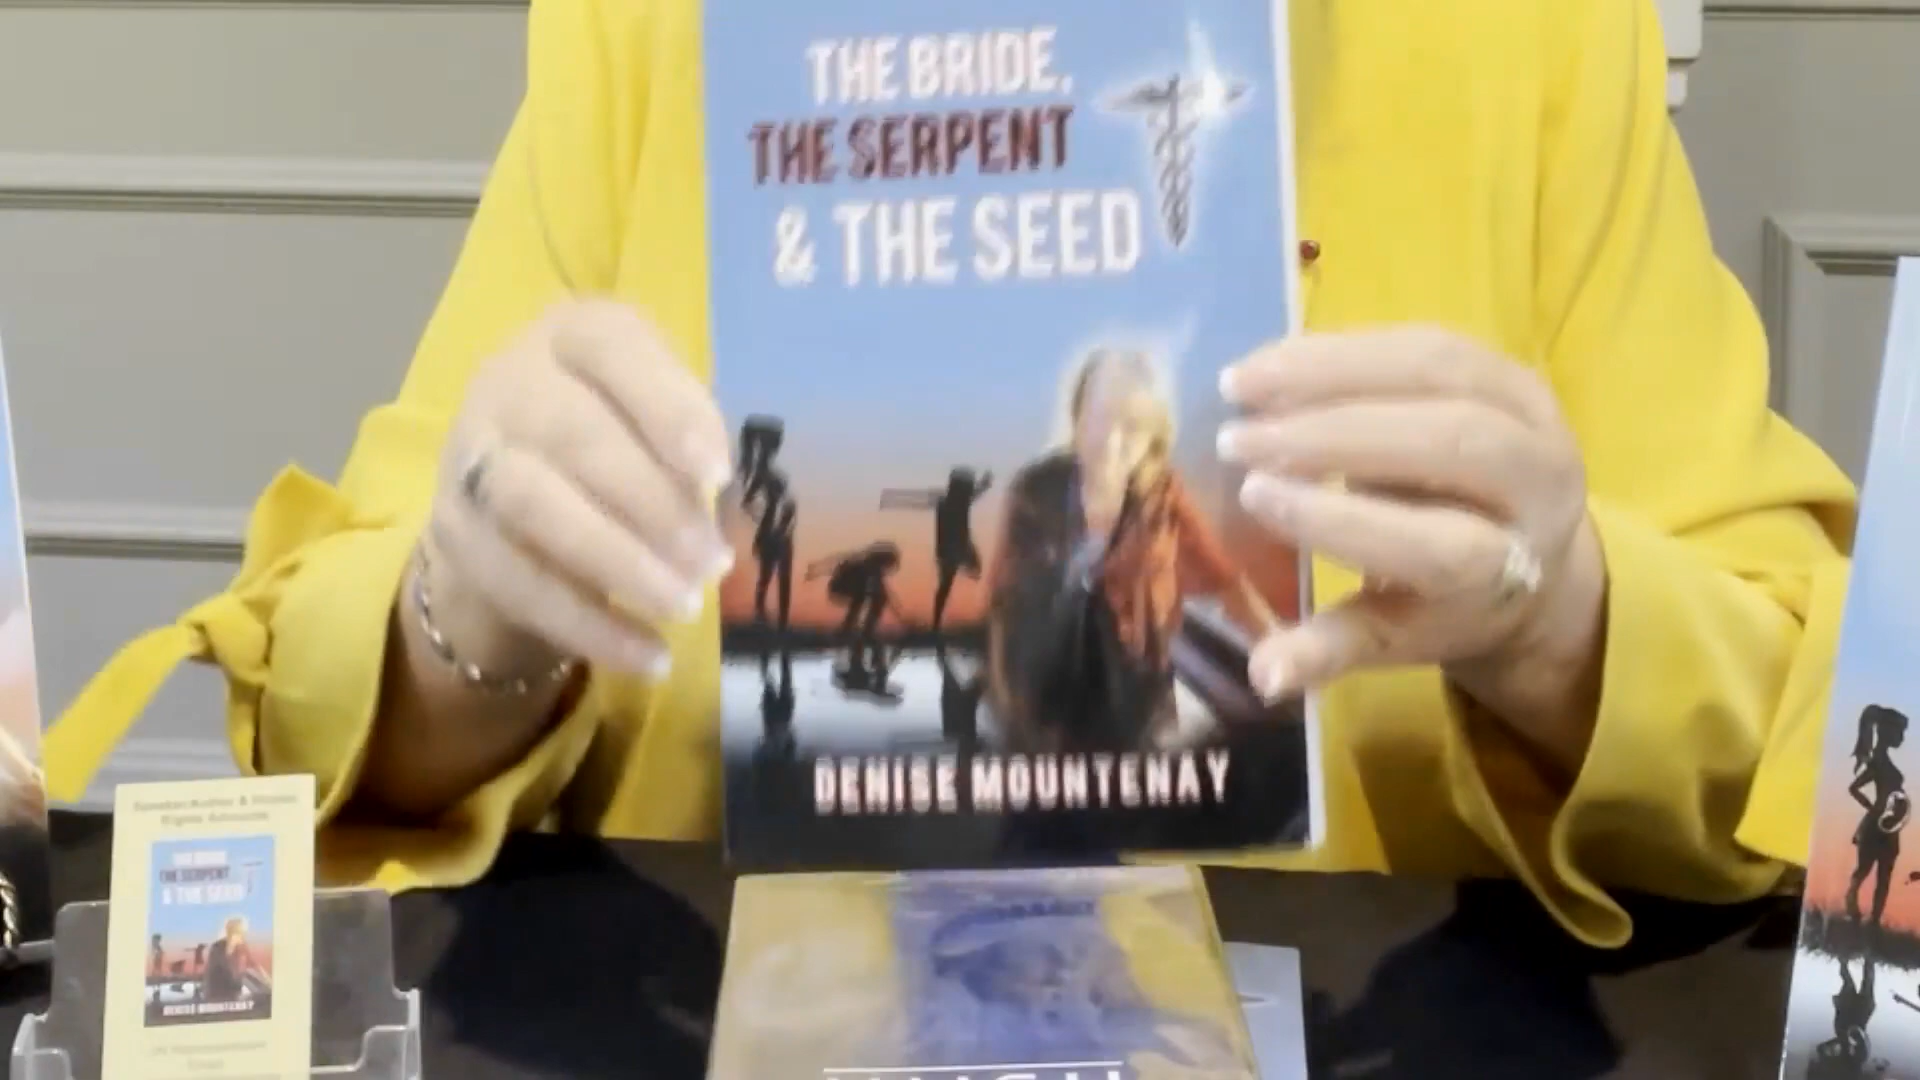 THE BRIDE,
THE SERPENT
& THE SEED
DENISE MOUNTENAY
THE BRIDE,
THE SERPENT
& THE SEED
DENISE MOUNTENAY